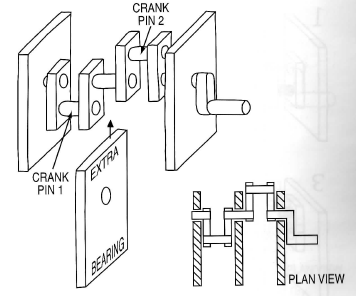 CRANK
PIN 2
CRANK
PIN 1
EXTRA
BEARING
PLAN VIEW